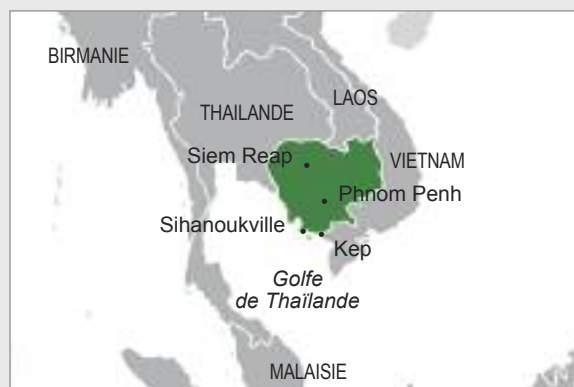 BIRMANIE
LAOS
THAILANDE
Siem Reap
VIETNAM
Phnom Penh
Sihanoukville
Kep
Golfe
de Thaïlande
MALAISIE